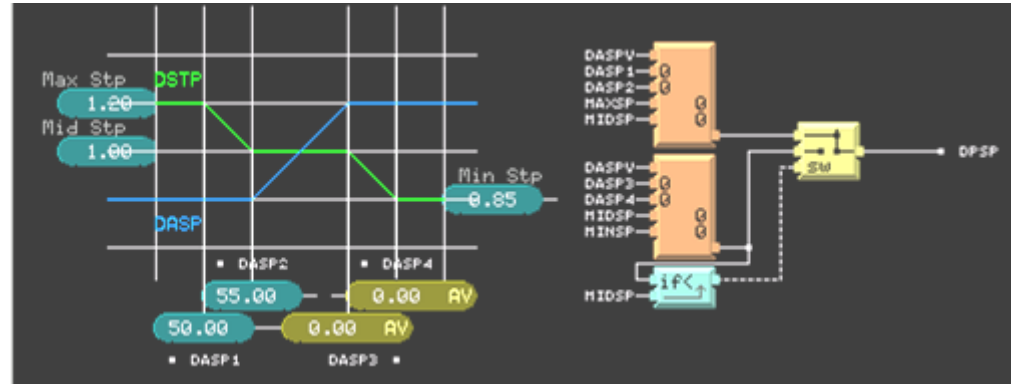 Max Stp
DSTP
1.20
Mid Stp
1.00
Min Stp
0.85
DASP
DASP2
DASP4
55.00
0.00 AV
50.00
0.00 AV
DASP1
DASP3
DASPV
DASP1 0
DASP2 0
MAXSP 0
MIDSP 0
DASPV
DASP3 0
DASP4 0
MIDSP 0
MINSP 0
SW
DPSP
if<
MIDSP